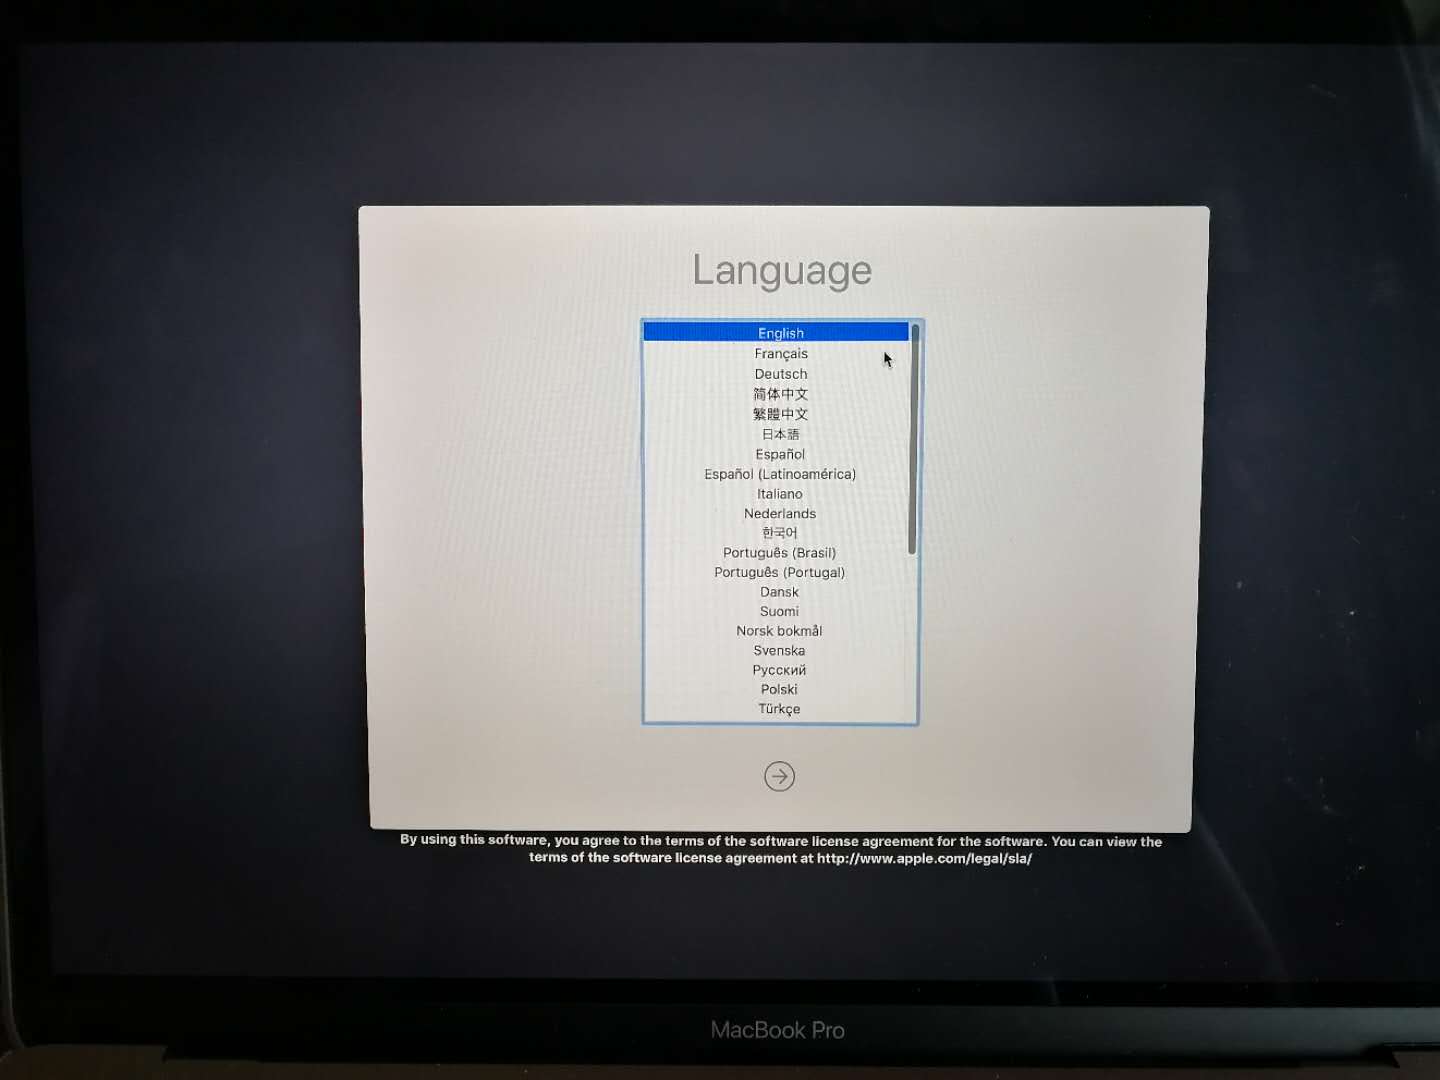 Language
English
Français
Deutsch
简体中文
繁體中文
日本語
Español
Español (Latinoamérica)
Italiano
Nederlands
한국어
Português (Brasil)
Português (Portugal)
Dansk
Suomi
Norsk bokmål
Svenska
Русский
Polski
Türkçe
By using this software, you agree to the terms of the software license agreement for the software. You can view the
terms of the software license agreement at http://www.apple.com/legal/sla/
MacBook Pro